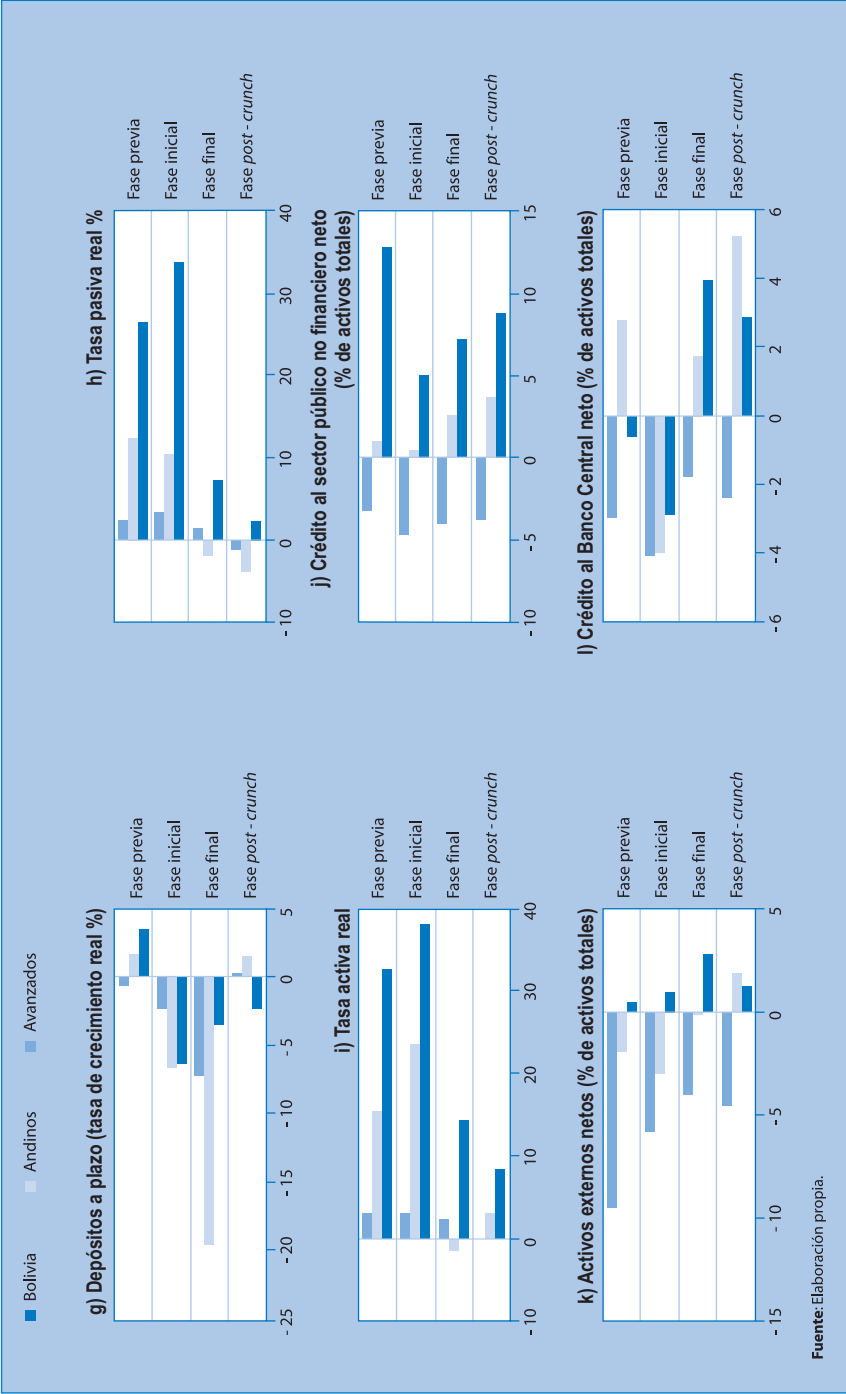 Bolivia
Andinos
Avanzados
g) Depósitos a plazo (tasa de crecimiento real %)
Fase previa
Fase inicial
Fase final
Fase post - crunch
- 25
- 20
- 15
- 10
- 5
0
5
h) Tasa pasiva real %
Fase previa
Fase inicial
Fase final
Fase post - crunch
- 10
0
10
20
30
40
i) Tasa activa real
Fase previa
Fase inicial
Fase final
Fase post - crunch
- 10
0
10
20
30
40
j) Crédito al sector público no financiero neto
(% de activos totales)
Fase previa
Fase inicial
Fase final
Fase post - crunch
- 10
- 5
0
5
10
15
k) Activos externos netos (% de activos totales)
Fase previa
Fase inicial
Fase final
Fase post - crunch
- 15
- 10
- 5
0
5
l) Crédito al Banco Central neto (% de activos totales)
Fase previa
Fase inicial
Fase final
Fase post - crunch
- 6
- 4
- 2
0
2
4
6
Fuente: Elaboración propia.